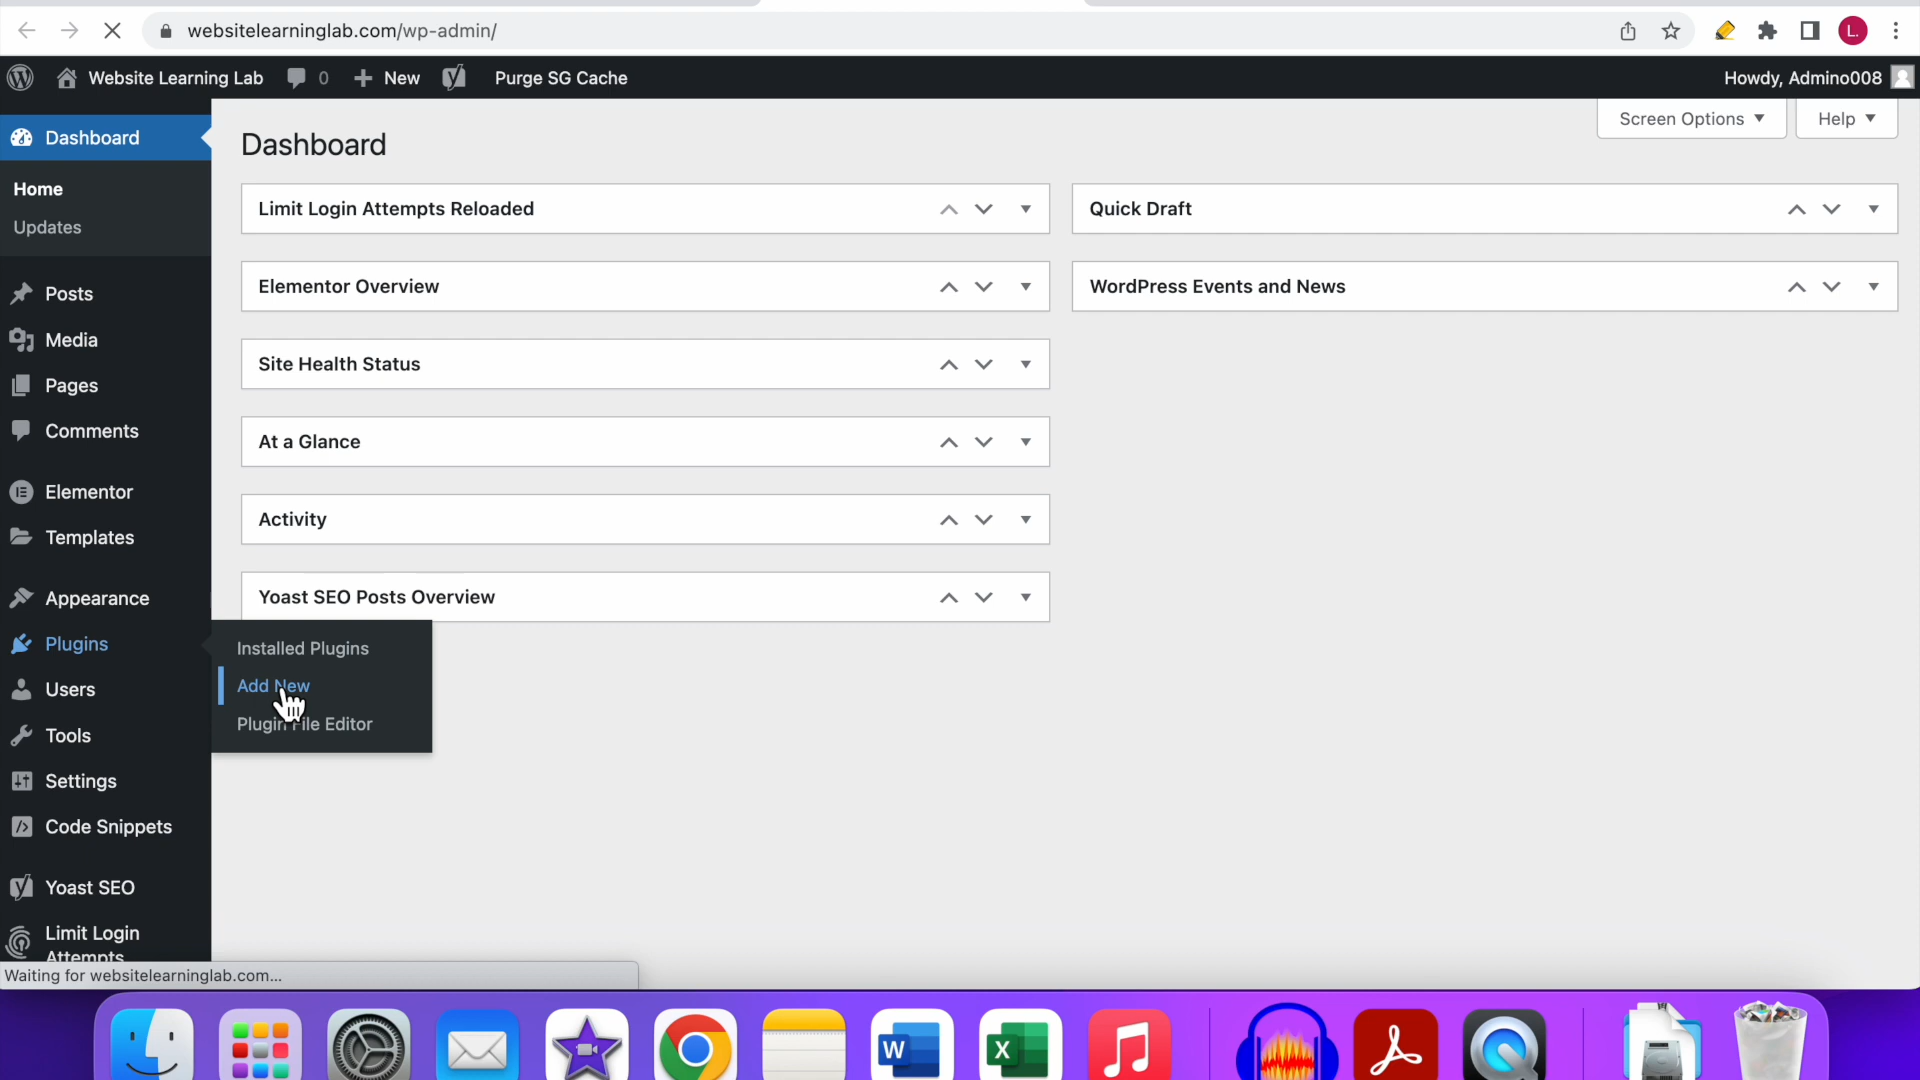 websitelearninglab.com/wp-admin/
L.
Website Learning Lab 0 New Purge SG Cache Howdy, Admino008
Screen Options ▼ Help ▼
Dashboard
Home
Updates
Posts
Media
Pages
Comments
Elementor
Templates
Appearance
Plugins
Users
Tools
Settings
Code Snippets
Yoast SEO
Limit Login
Attempts
Dashboard
Limit Login Attempts Reloaded
Elementor Overview
Site Health Status
At a Glance
Activity
Yoast SEO Posts Overview
Quick Draft
WordPress Events and News
Installed Plugins
Add New
Plugin File Editor
Waiting for websitelearninglab.com...
W
X